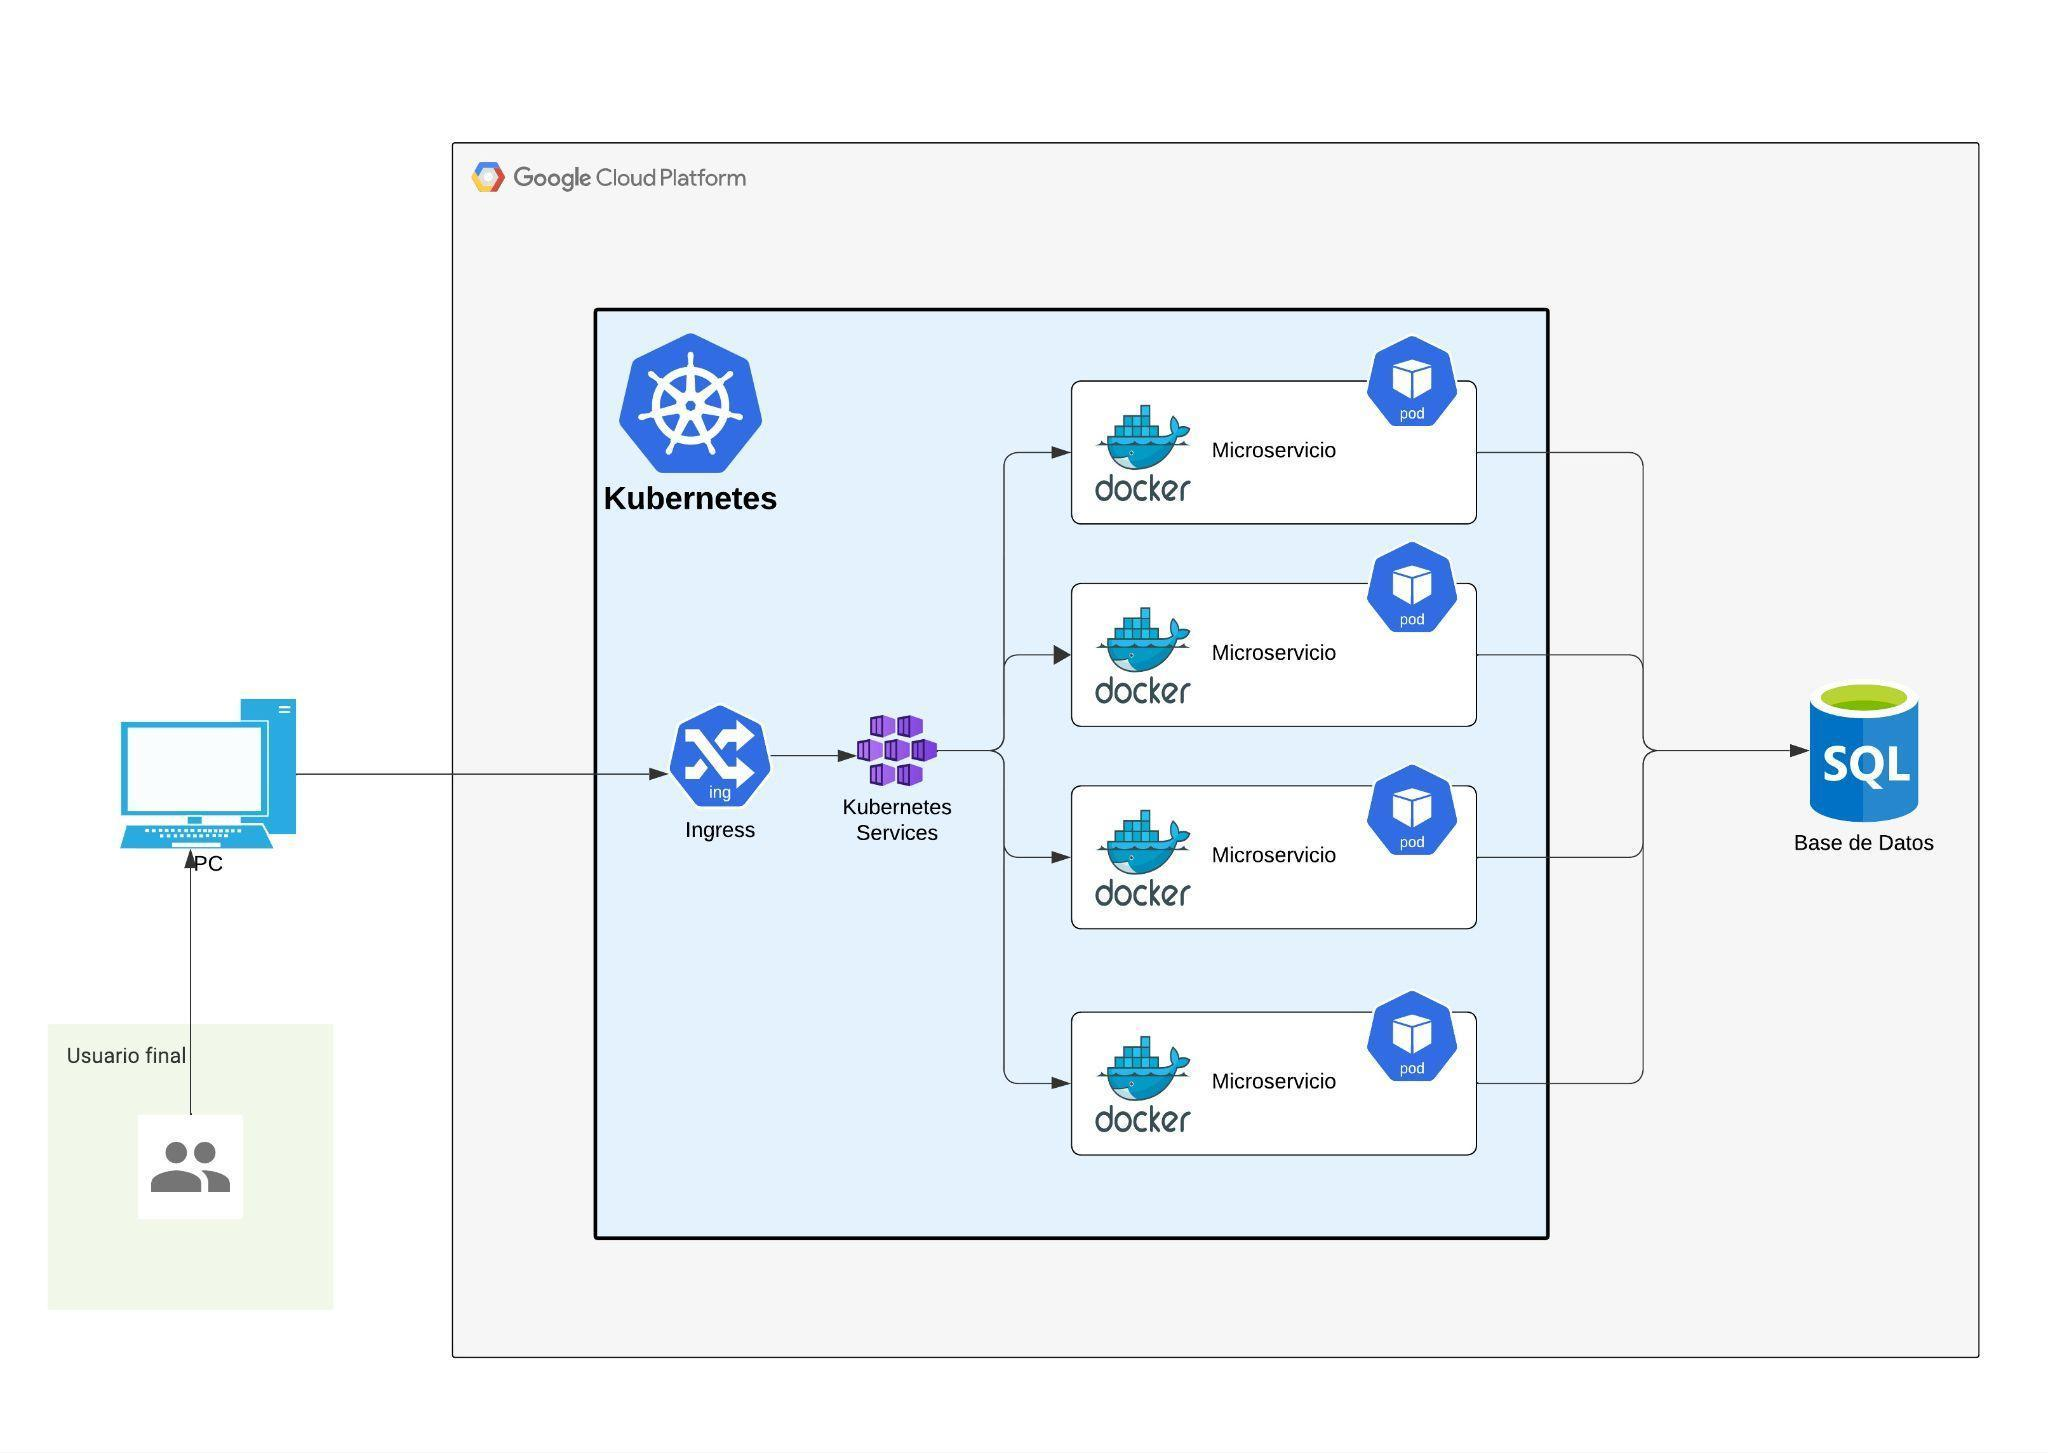 Google Cloud Platform
Kubernetes
pod
docker
Microservicio
pod
docker
Microservicio
ing
Ingress
Kubernetes
Services
pod
docker
Microservicio
pod
docker
Microservicio
SQL
Base de Datos
PC
Usuario final